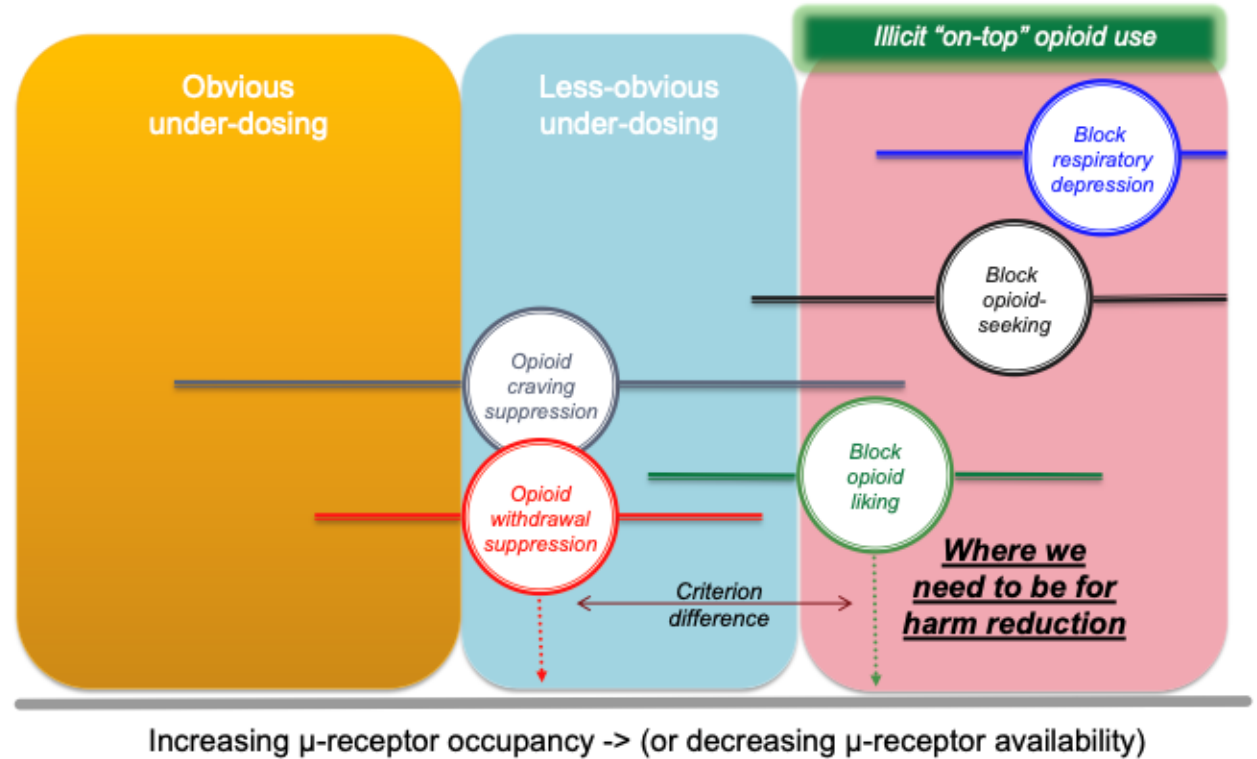 Illicit “on-top” opioid use
Obvious
under-dosing
Less-obvious
under-dosing
Block
respiratory
depression
Block
opioid-
seeking
Opioid
craving
suppression
Block
opioid
liking
Opioid
withdrawal
suppression
Criterion
difference
Where we
need to be for
harm reduction
Increasing µ-receptor occupancy -> (or decreasing µ-receptor availability)